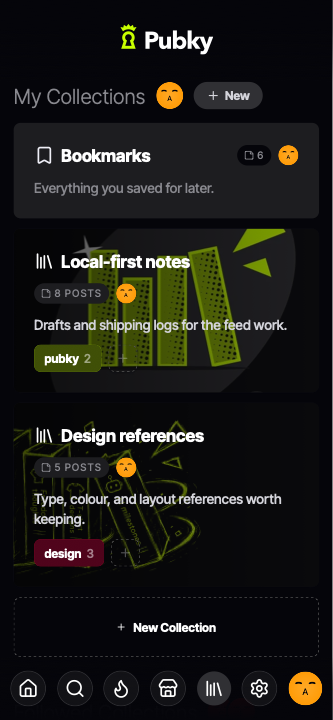 Pubky
My Collections
+ New
Bookmarks
6
Everything you saved for later.
Local-first notes
8 POSTS
Drafts and shipping logs for the feed work.
pubky 2
+
Design references
5 POSTS
Type, colour, and layout references worth
keeping.
design 3
+
+ New Collection